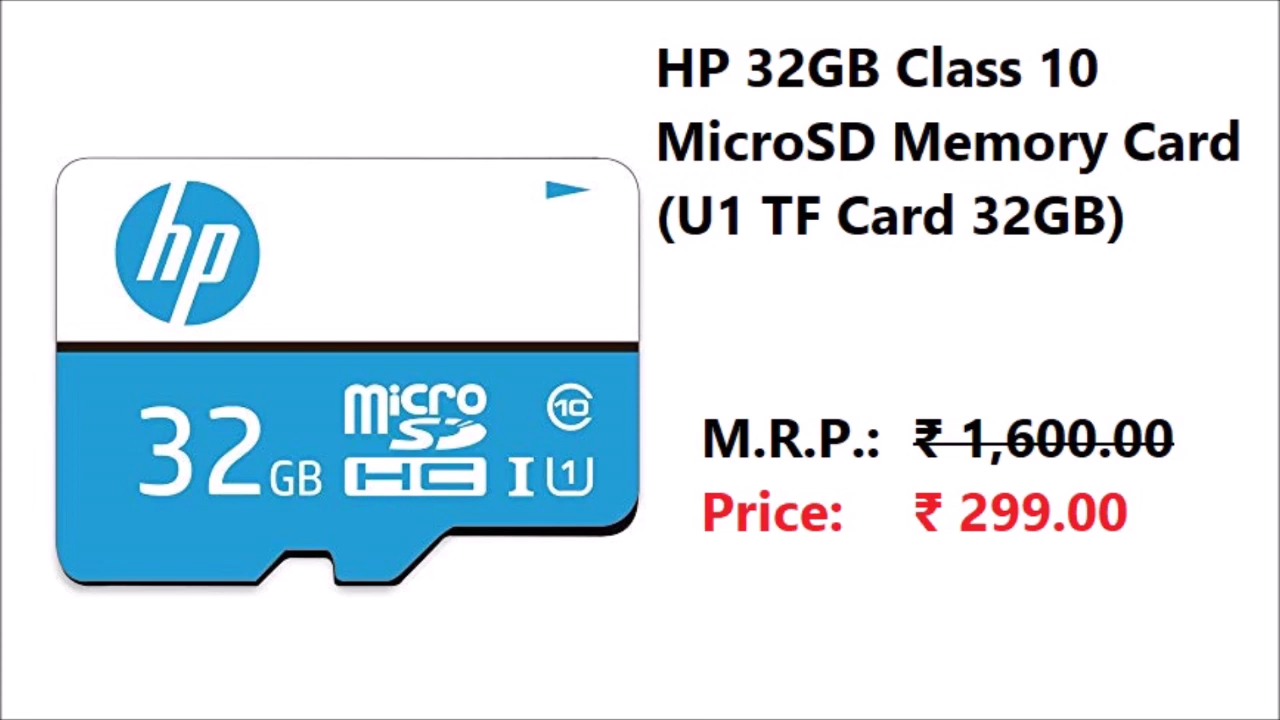 HP 32GB Class 10
MicroSD Memory Card
(U1 TF Card 32GB)
hp
32GB
micro
SD
HC I U1
10
M.R.P.: ₹ 1,600.00
Price: ₹ 299.00